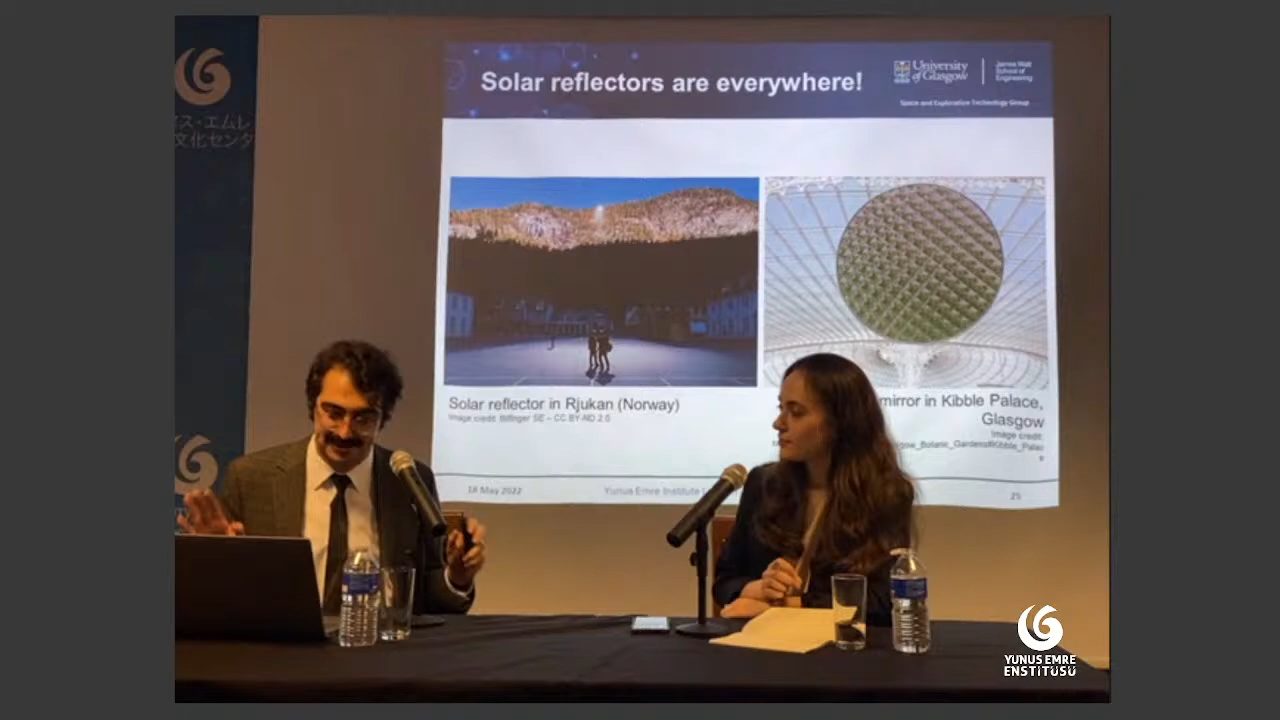 ス・エムレ
文化センタ
Solar reflectors are everywhere!
University
of Glasgow
James Watt
School of
Engineering
Space and Exploration Technology Group
Solar reflector in Rjukan (Norway)
Image credit: Bilfinger SE – CC BY-ND 2.0
mirror in Kibble Palace,
Glasgow
Image credit:
sgow_Botanic_Gardens#Kibble_Palac
e
18 May 2022
Yunus Emre Institute L
25
YUNUS EMRE
ENSTİTÜSÜ